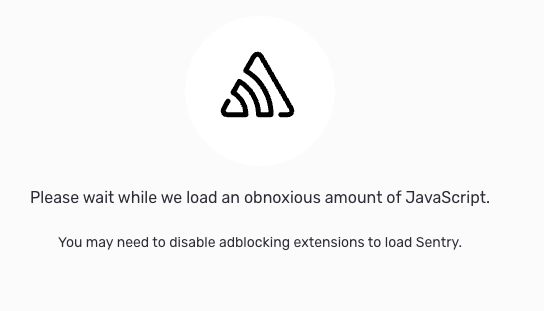 Please wait while we load an obnoxious amount of JavaScript.
You may need to disable adblocking extensions to load Sentry.